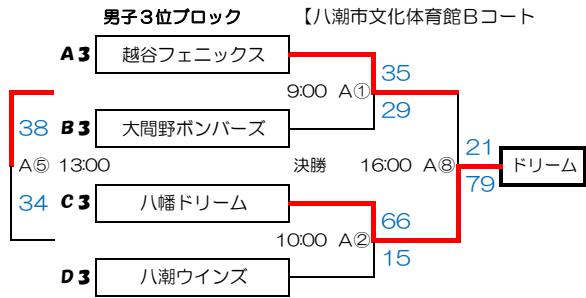 男子３位ブロック 【八潮市文化体育館Ｂコート
A3 越谷フェニックス
35
9:00 A①
29
38 B3 大間野ボンバーズ
A⑤ 13:00 決勝 16:00 A⑧ 21
79 ドリーム
34 C3 八幡ドリーム
66
10:00 A②
15
D3 八潮ウインズ